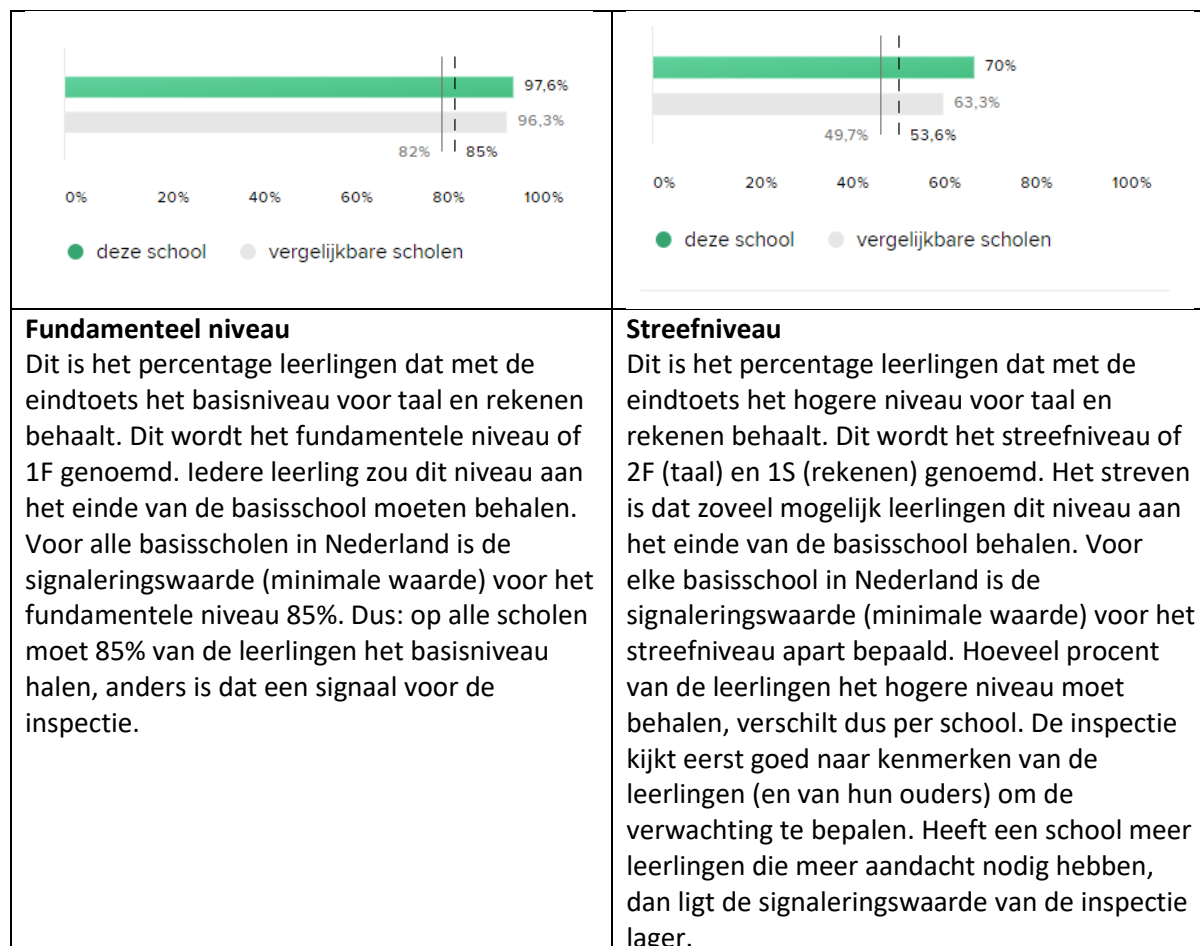 97,6%
96,3%
82%
85%
0%
20%
40%
60%
80%
100%
deze school
vergelijkbare scholen
70%
63,3%
49,7%
53,6%
0%
20%
40%
60%
80%
100%
deze school
vergelijkbare scholen
Fundamenteel niveau
Dit is het percentage leerlingen dat met de
eindtoets het basisniveau voor taal en rekenen
behaalt. Dit wordt het fundamentele niveau of
1F genoemd. Iedere leerling zou dit niveau aan
het einde van de basisschool moeten behalen.
Voor alle basisscholen in Nederland is de
signaleringswaarde (minimale waarde) voor het
fundamentele niveau 85%. Dus: op alle scholen
moet 85% van de leerlingen het basisniveau
halen, anders is dat een signaal voor de
inspectie.
Streefniveau
Dit is het percentage leerlingen dat met de
eindtoets het hogere niveau voor taal en
rekenen behaalt. Dit wordt het streefniveau of
2F (taal) en 1S (rekenen) genoemd. Het streven
is dat zoveel mogelijk leerlingen dit niveau aan
het einde van de basisschool behalen. Voor
elke basisschool in Nederland is de
signaleringswaarde (minimale waarde) voor het
streefniveau apart bepaald. Hoeveel procent
van de leerlingen het hogere niveau moet
behalen, verschilt dus per school. De inspectie
kijkt eerst goed naar kenmerken van de
leerlingen (en van hun ouders) om de
verwachting te bepalen. Heeft een school meer
leerlingen die meer aandacht nodig hebben,
dan ligt de signaleringswaarde van de inspectie
lager.